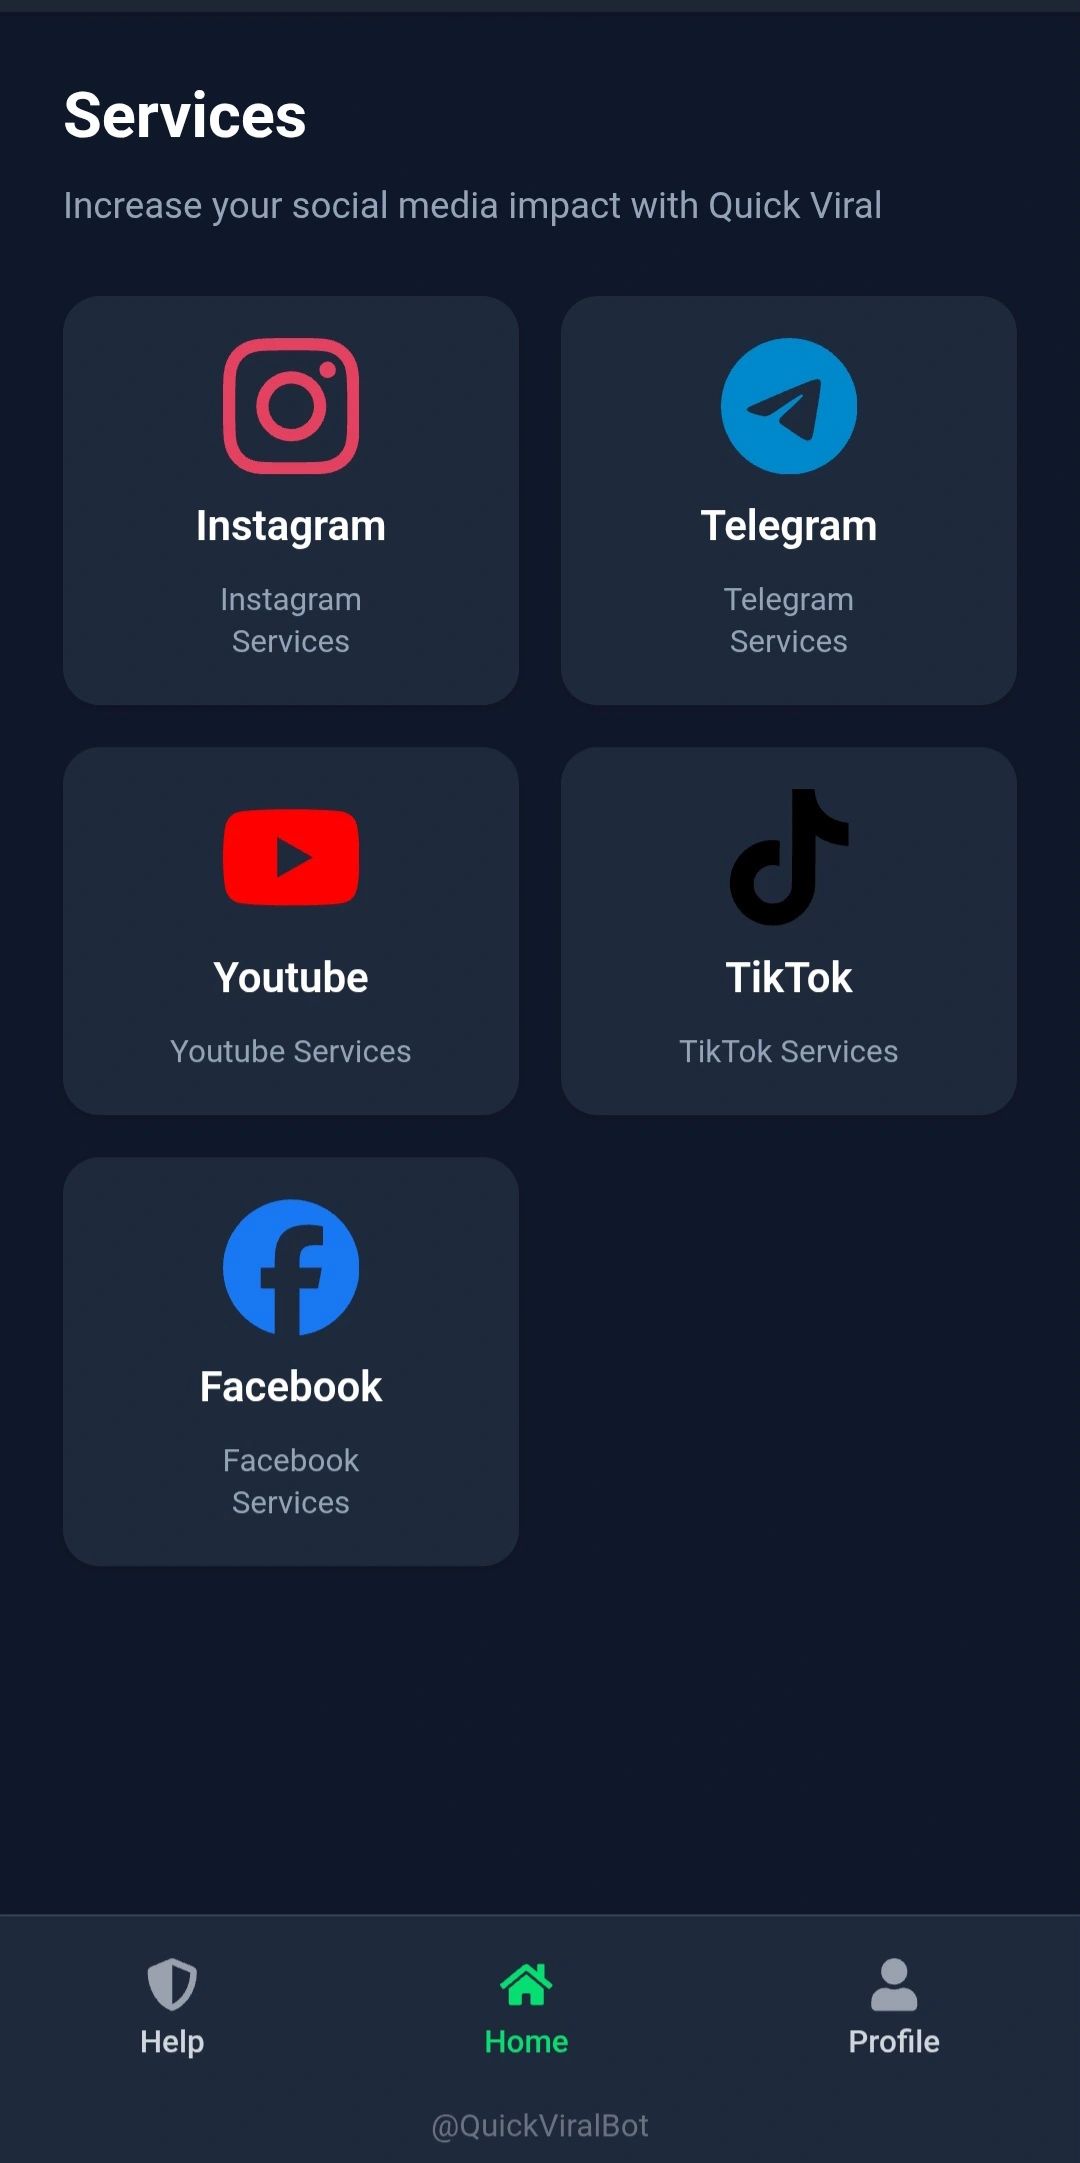 Services
Increase your social media impact with Quick Viral
Instagram
Instagram
Services
Telegram
Telegram
Services
Youtube
Youtube Services
TikTok
TikTok Services
Facebook
Facebook
Services
Help
Home
Profile
@QuickViralBot